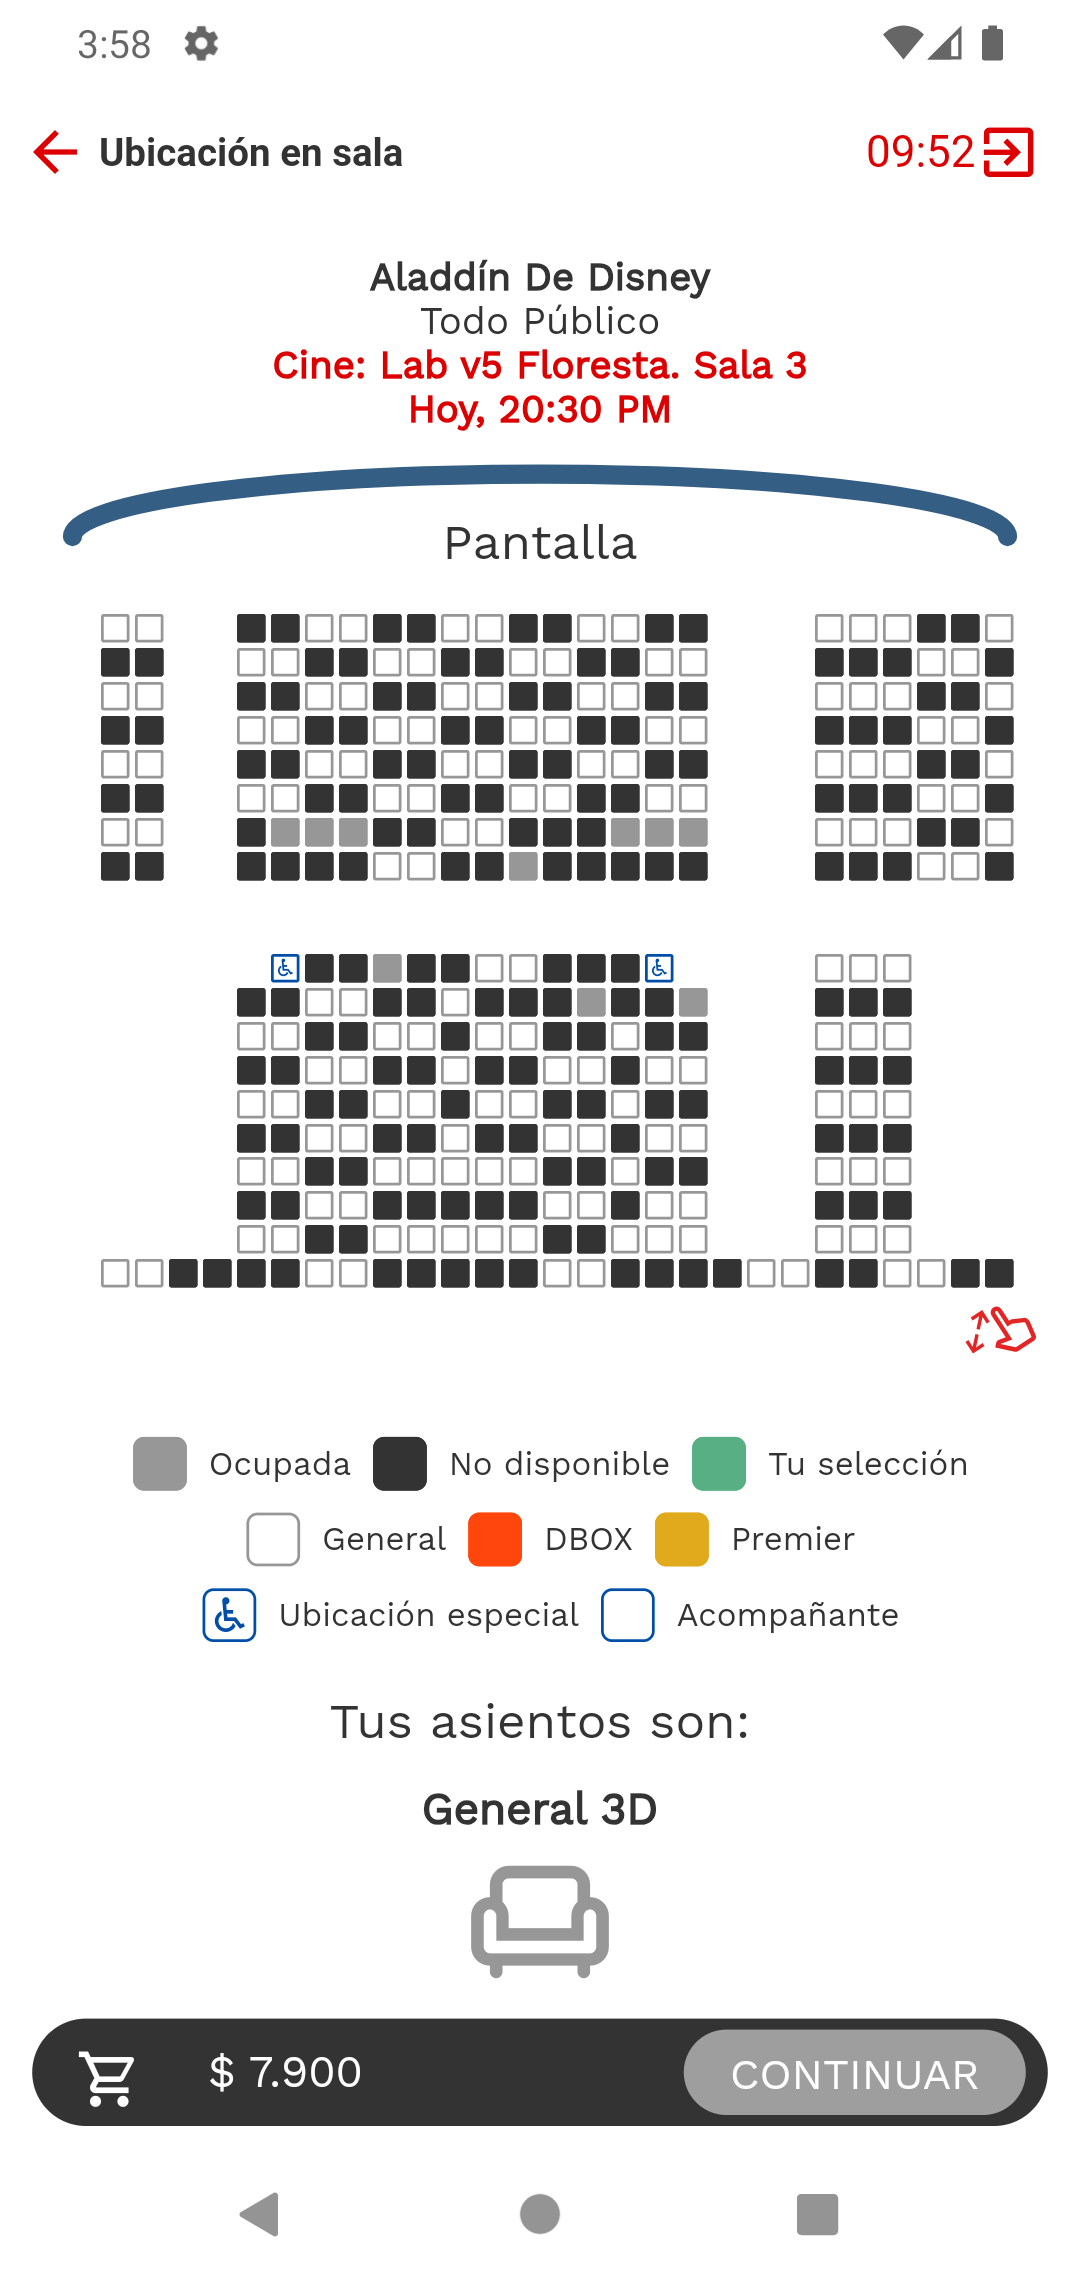 3:58
Ubicación en sala
09:52
Aladdín De Disney
Todo Público
Cine: Lab v5 Floresta. Sala 3
Hoy, 20:30 PM
Pantalla
Ocupada No disponible Tu selección
General DBOX Premier
Ubicación especial Acompañante
Tus asientos son:
General 3D
$ 7.900 CONTINUAR